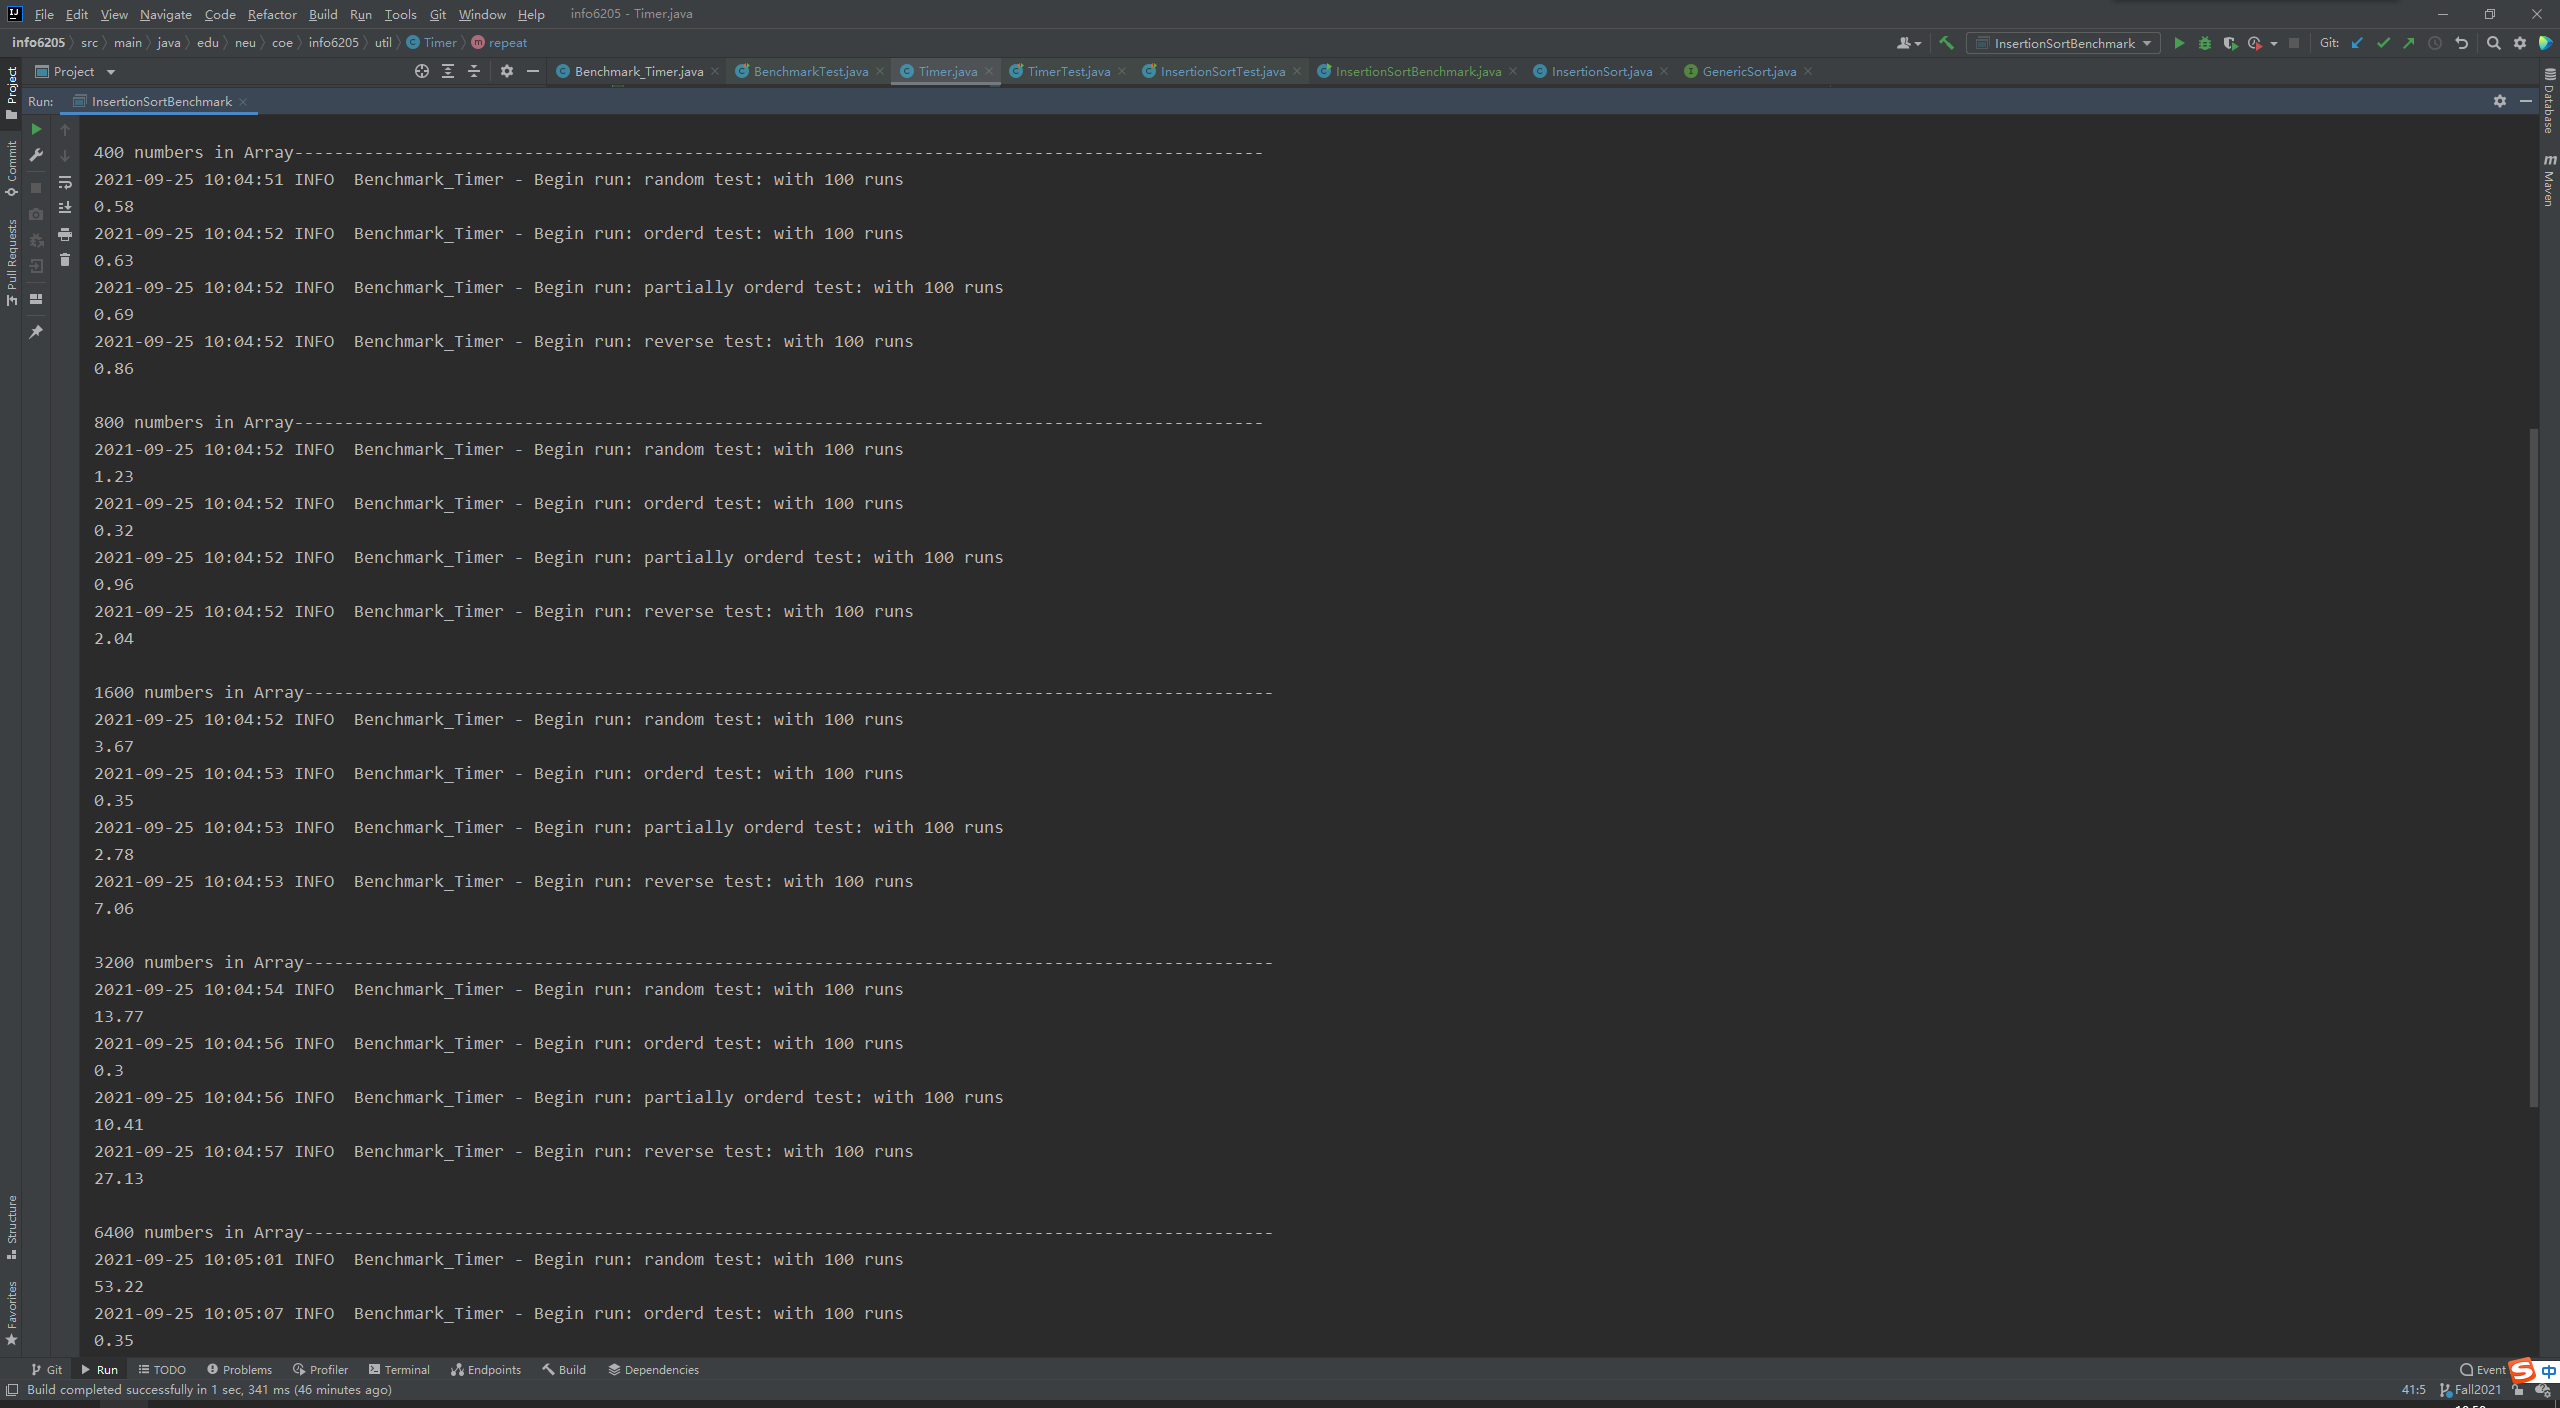 File Edit View Navigate Code Refactor Build Run Tools Git Window Help info6205 - Timer.java
info6205 src main java edu neu coe info6205 util Timer repeat InsertionSortBenchmark Git:
Project Benchmark_Timer.java BenchmarkTest.java Timer.java TimerTest.java InsertionSortTest.java InsertionSortBenchmark.java InsertionSort.java GenericSort.java
Run: InsertionSortBenchmark
400 numbers in Array-------------------------------------------------------------------------------------------------
2021-09-25 10:04:51 INFO  Benchmark_Timer - Begin run: random test: with 100 runs
0.58
2021-09-25 10:04:52 INFO  Benchmark_Timer - Begin run: orderd test: with 100 runs
0.63
2021-09-25 10:04:52 INFO  Benchmark_Timer - Begin run: partially orderd test: with 100 runs
0.69
2021-09-25 10:04:52 INFO  Benchmark_Timer - Begin run: reverse test: with 100 runs
0.86
800 numbers in Array-------------------------------------------------------------------------------------------------
2021-09-25 10:04:52 INFO  Benchmark_Timer - Begin run: random test: with 100 runs
1.23
2021-09-25 10:04:52 INFO  Benchmark_Timer - Begin run: orderd test: with 100 runs
0.32
2021-09-25 10:04:52 INFO  Benchmark_Timer - Begin run: partially orderd test: with 100 runs
0.96
2021-09-25 10:04:52 INFO  Benchmark_Timer - Begin run: reverse test: with 100 runs
2.04
1600 numbers in Array-------------------------------------------------------------------------------------------------
2021-09-25 10:04:52 INFO  Benchmark_Timer - Begin run: random test: with 100 runs
3.67
2021-09-25 10:04:53 INFO  Benchmark_Timer - Begin run: orderd test: with 100 runs
0.35
2021-09-25 10:04:53 INFO  Benchmark_Timer - Begin run: partially orderd test: with 100 runs
2.78
2021-09-25 10:04:53 INFO  Benchmark_Timer - Begin run: reverse test: with 100 runs
7.06
3200 numbers in Array-------------------------------------------------------------------------------------------------
2021-09-25 10:04:54 INFO  Benchmark_Timer - Begin run: random test: with 100 runs
13.77
2021-09-25 10:04:56 INFO  Benchmark_Timer - Begin run: orderd test: with 100 runs
0.3
2021-09-25 10:04:56 INFO  Benchmark_Timer - Begin run: partially orderd test: with 100 runs
10.41
2021-09-25 10:04:57 INFO  Benchmark_Timer - Begin run: reverse test: with 100 runs
27.13
6400 numbers in Array-------------------------------------------------------------------------------------------------
2021-09-25 10:05:01 INFO  Benchmark_Timer - Begin run: random test: with 100 runs
53.22
2021-09-25 10:05:07 INFO  Benchmark_Timer - Begin run: orderd test: with 100 runs
0.35
Project
Commit
Pull Requests
Structure
Favorites
Database
Maven
Git Run TODO Problems Profiler Terminal Endpoints Build Dependencies Event 中
Build completed successfully in 1 sec, 341 ms (46 minutes ago) 41:5 Fall2021